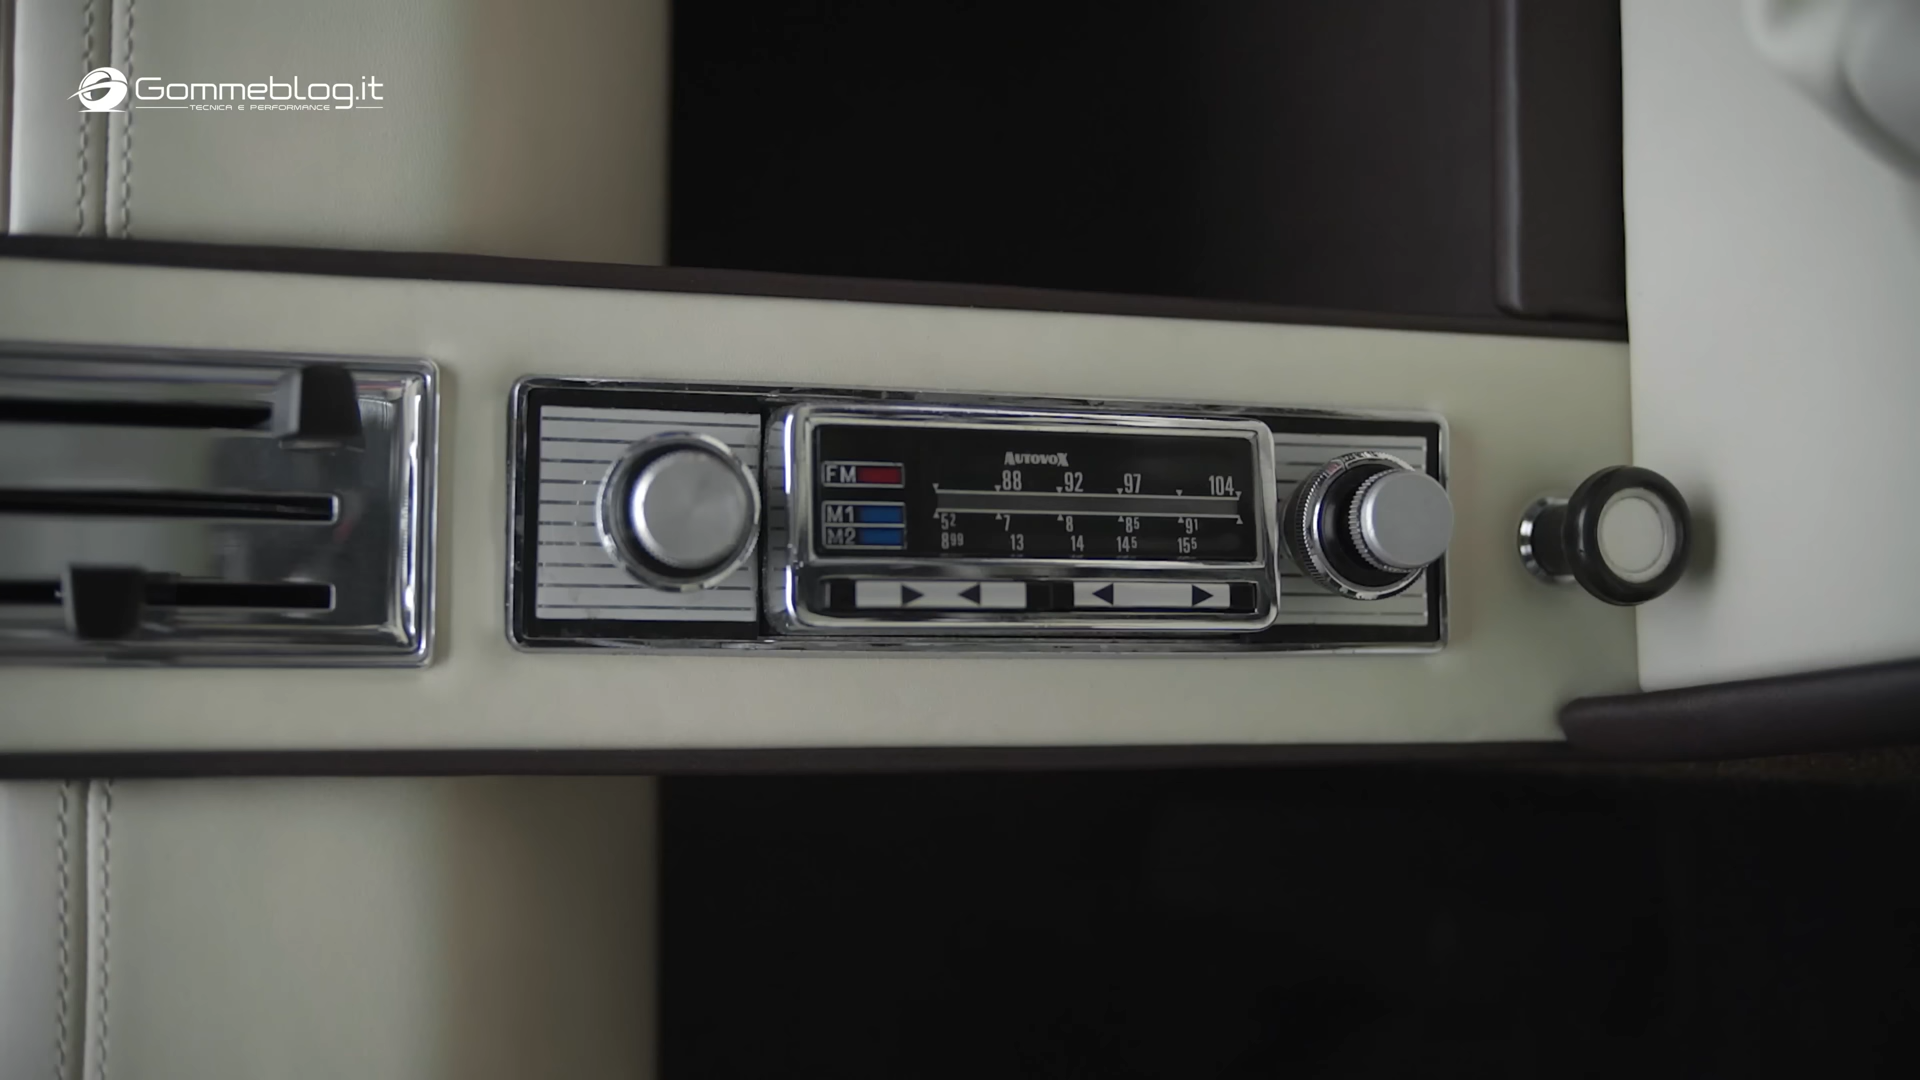 Gommeblog.it
TECNICA E PERFORMANCE
AUTOVOX
FM
88 92 97 104
M1
5² 7 8 8⁵ 9¹
M2
8⁹⁹ 13 14 14⁵ 15⁵